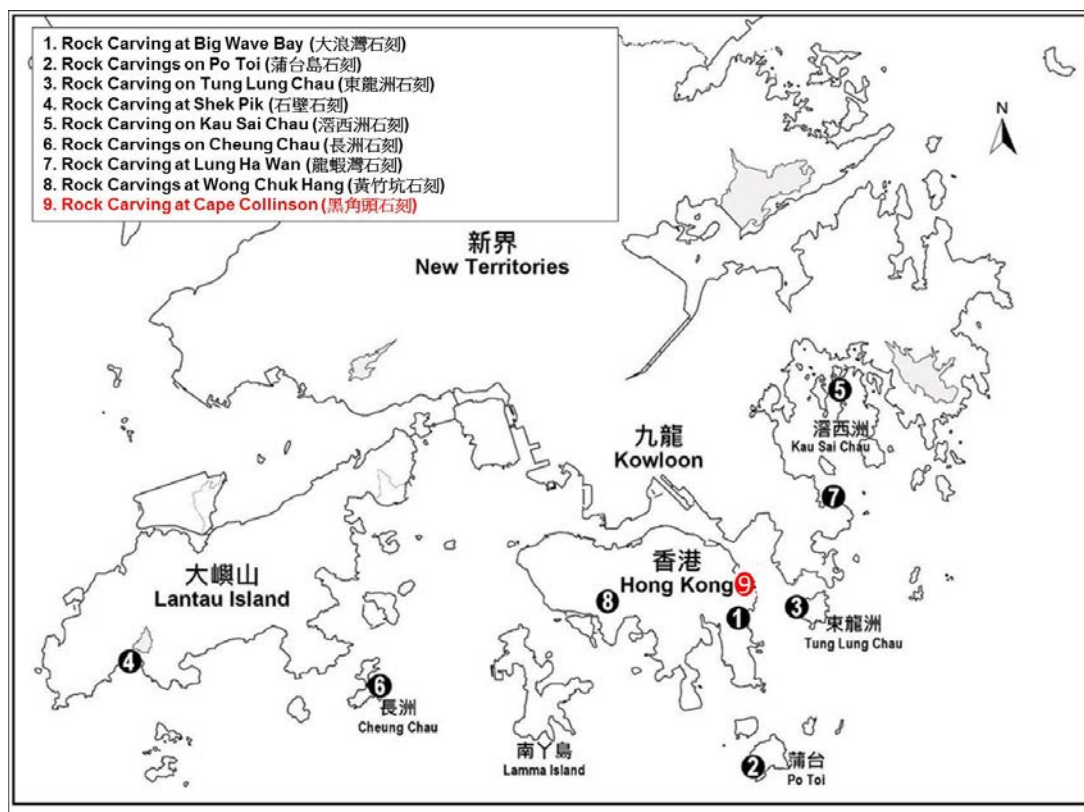 1. Rock Carving at Big Wave Bay (大浪灣石刻)
2. Rock Carvings on Po Toi (蒲台島石刻)
3. Rock Carving on Tung Lung Chau (東龍洲石刻)
4. Rock Carving at Shek Pik (石壁石刻)
5. Rock Carving on Kau Sai Chau (滘西洲石刻)
6. Rock Carvings on Cheung Chau (長洲石刻)
7. Rock Carving at Lung Ha Wan (龍蝦灣石刻)
8. Rock Carvings at Wong Chuk Hang (黃竹坑石刻)
9. Rock Carving at Cape Collinson (黑角頭石刻)
N
新界
New Territories
5
滘西洲
Kau Sai Chau
九龍
Kowloon
7
香港
Hong Kong
9
大嶼山
Lantau Island
8
1
3
東龍洲
Tung Lung Chau
4
6
長洲
Cheung Chau
南丫島
Lamma Island
2
蒲台
Po Toi